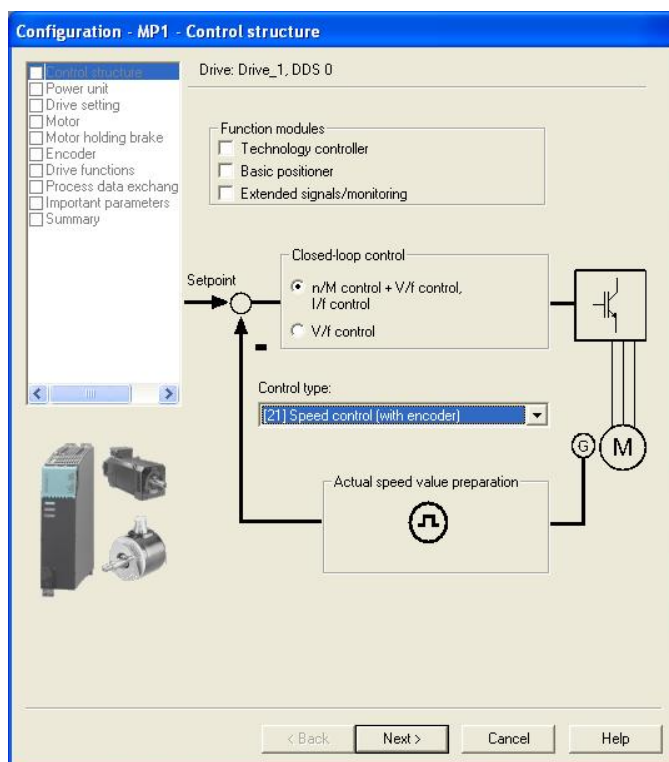 Configuration - MP1 - Control structure
Control structure
Power unit
Drive setting
Motor
Motor holding brake
Encoder
Drive functions
Process data exchang
Important parameters
Summary
Drive: Drive_1, DDS 0
Function modules
Technology controller
Basic positioner
Extended signals/monitoring
Closed-loop control
Setpoint
n/M control + V/f control,
I/f control
V/f control
Control type:
[21] Speed control (with encoder)
G
M
Actual speed value preparation
< Back
Next >
Cancel
Help